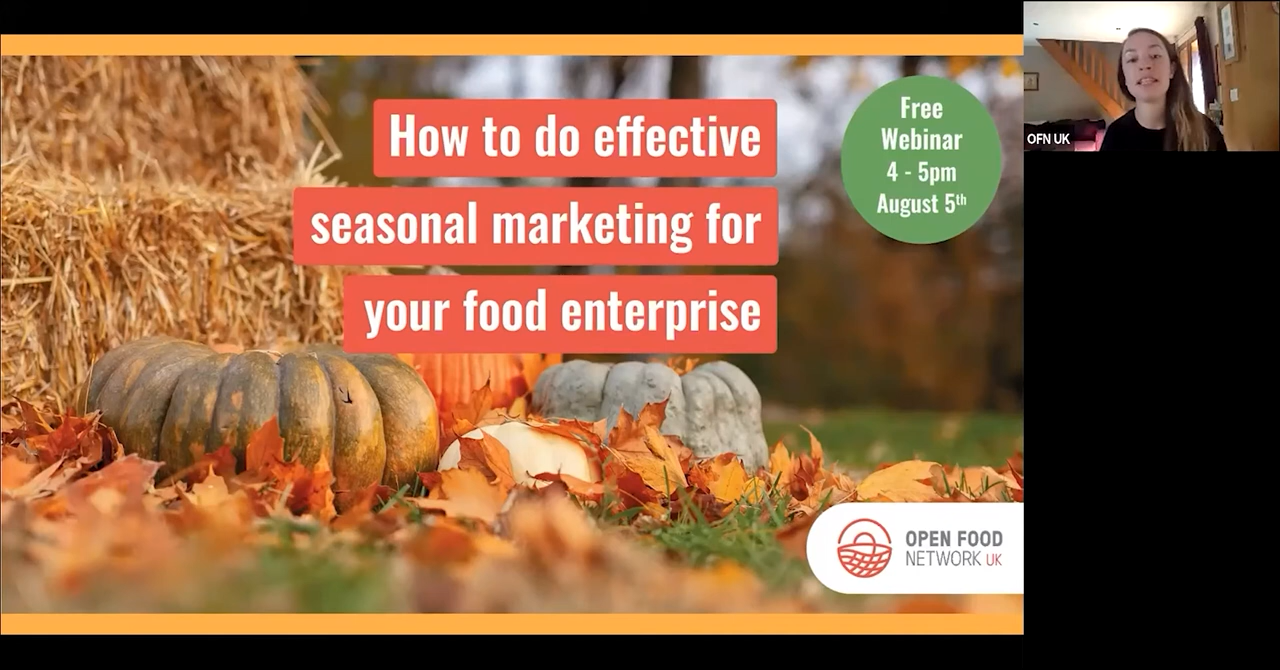 How to do effective
seasonal marketing for
your food enterprise
Free
Webinar
4 - 5pm
August 5th
OPEN FOOD
NETWORK UK
OFN UK